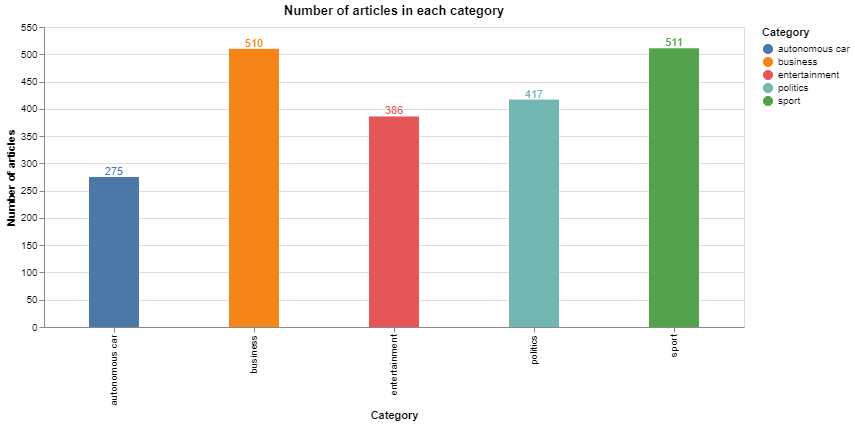 Number of articles in each category
Number of articles
550
500
450
400
350
300
250
200
150
100
50
0
275
510
386
417
511
autonomous car
business
entertainment
politics
sport
Category
Category
autonomous car
business
entertainment
politics
sport